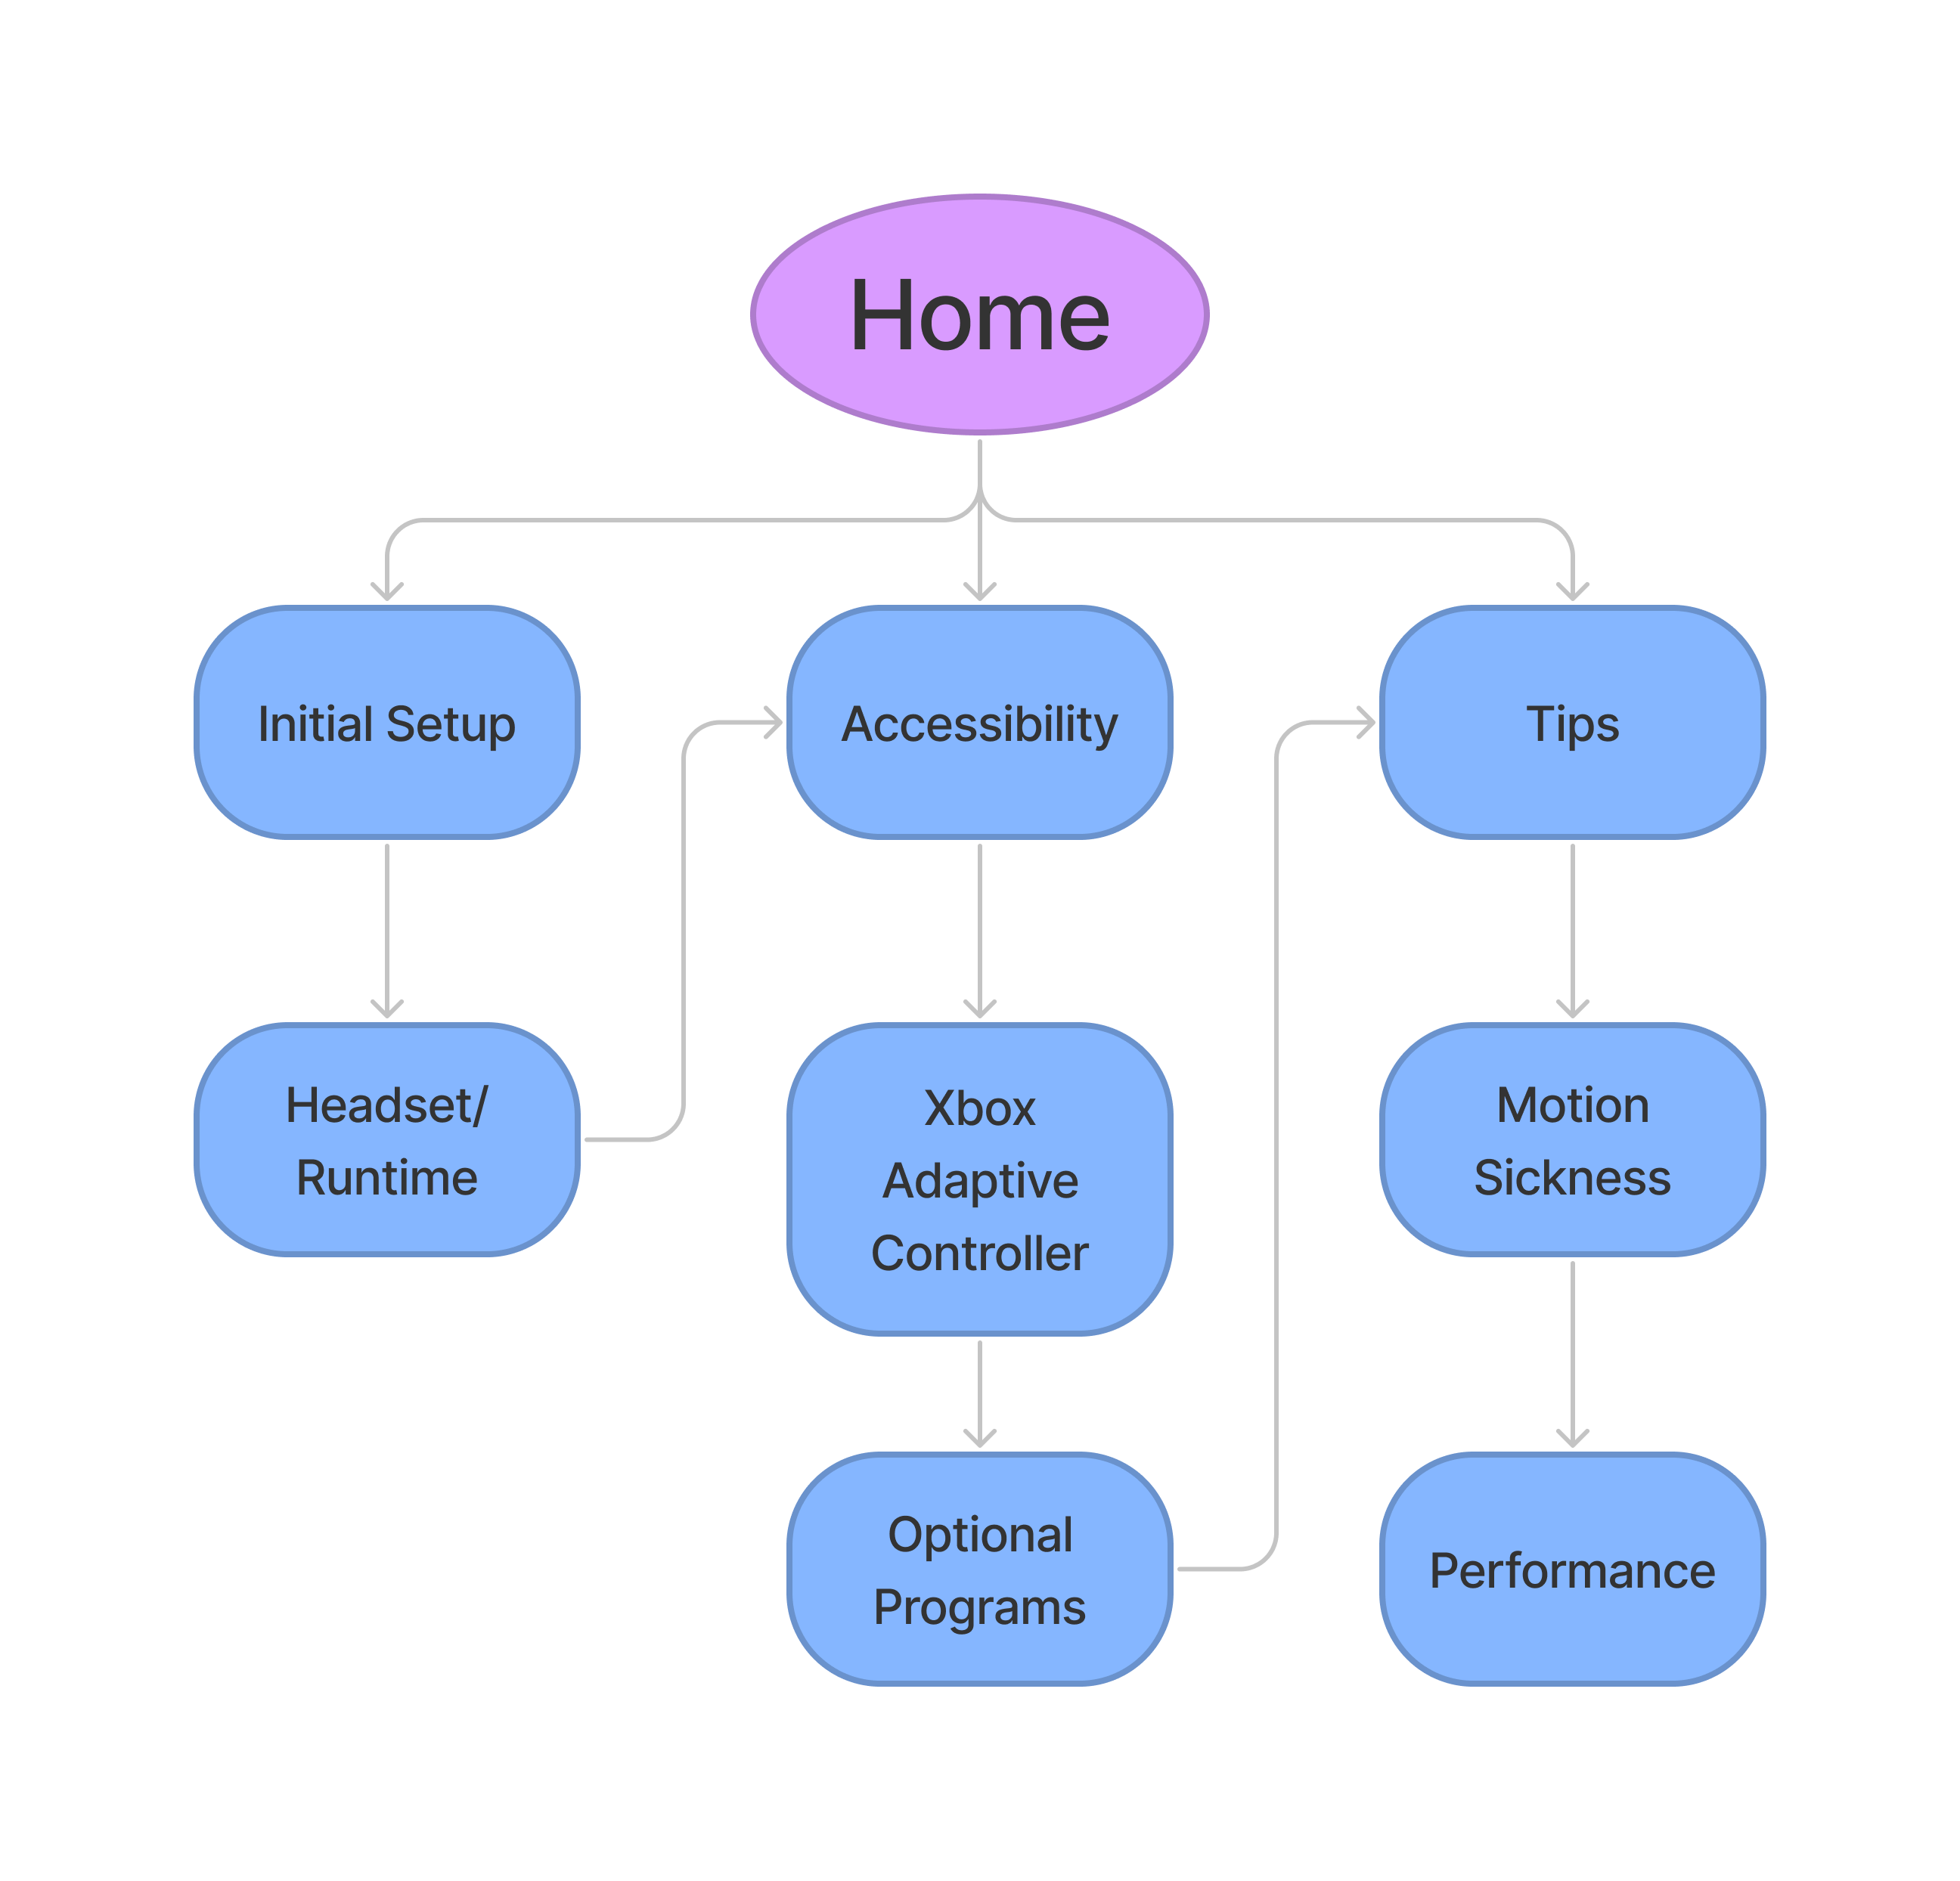 Home
Initial Setup
Accessibility
Tips
Headset/
Runtime
Xbox
Adaptive
Controller
Motion
Sickness
Optional
Programs
Performance